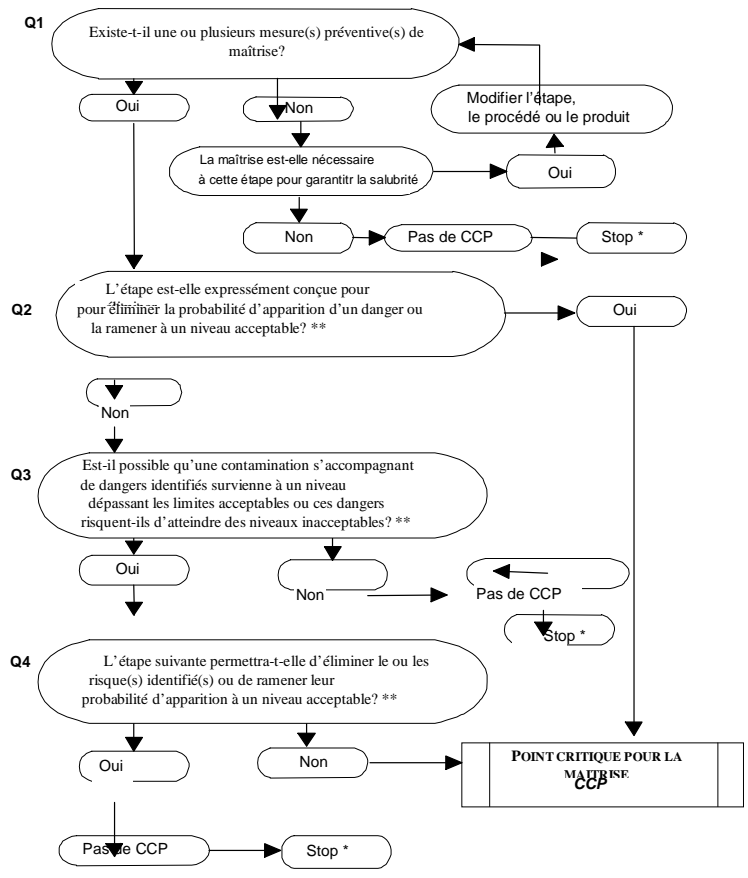 Q1
Existe-t-il une ou plusieurs mesure(s) préventive(s) de
maîtrise?
Oui
Non
Modifier l'étape,
le procédé ou le produit
La maîtrise est-elle nécessaire
à cette étape pour garantitr la salubrité
Oui
Non
Pas de CCP
Stop *
Q2
L'étape est-elle expressément conçue pour
pour éliminer la probabilité d'apparition d'un danger ou
la ramener à un niveau acceptable? **
Oui
Non
Q3
Est-il possible qu'une contamination s'accompagnant
de dangers identifiés survienne à un niveau
dépassant les limites acceptables ou ces dangers
risquent-ils d'atteindre des niveaux inacceptables? **
Oui
Non
Pas de CCP
Stop *
Q4
L'étape suivante permettra-t-elle d'éliminer le ou les
risque(s) identifié(s) ou de ramener leur
probabilité d'apparition à un niveau acceptable? **
Oui
Non
POINT CRITIQUE POUR LA
MAITRISE
CCP
Pas de CCP
Stop *